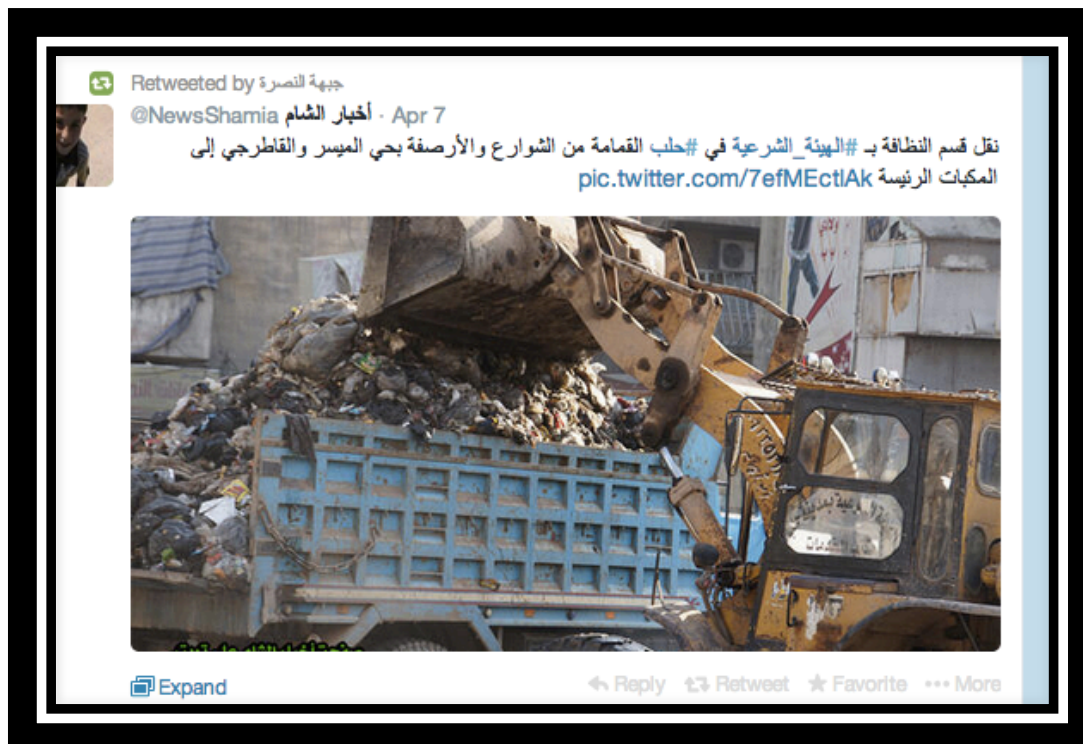 Retweeted by جبهة النصرة
@NewsShamia أخبار الشام · Apr 7
نقل قسم النظافة بـ #الهيئة_الشرعية في #حلب القمامة من الشوارع والأرصفة بحي الميسر والقاطرجي إلى
المكبات الرئيسة pic.twitter.com/7efMEctlAk
Expand
Reply Retweet Favorite More